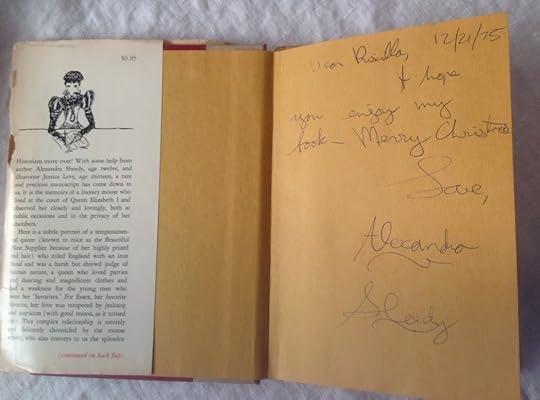 $5.95
Historians move over! With some help from
author Alexandra Sheedy, age twelve, and
illustrator Jessica Levy, age thirteen, a rare
and precious manuscript has come down to
us. It is the memoirs of a literary mouse who
lived at the court of Queen Elizabeth I and
observed her closely and lovingly, both at
public occasions and in the privacy of her
chambers.
Here is a subtle portrait of a temperamen-
tal queen (known to mice as the Beautiful
Nest Supplier because of her highly prized
red hair) who ruled England with an iron
hand and was a harsh but shrewd judge of
human nature, a queen who loved parties
and dancing and magnificent clothes and
had a weakness for the young men who
were her "favorites." For Essex, her favorite
favorite, her love was tempered by jealousy
and suspicion (with good reason, as it turned
out). This complex relationship is astutely
and delicately chronicled by the mouse
who also conveys to us the splendor
(continued on back flap)
12/21/75
Dear Priscilla,
I hope
you enjoy my
book - Merry Christmas
Love,
Alexandra
Sheedy